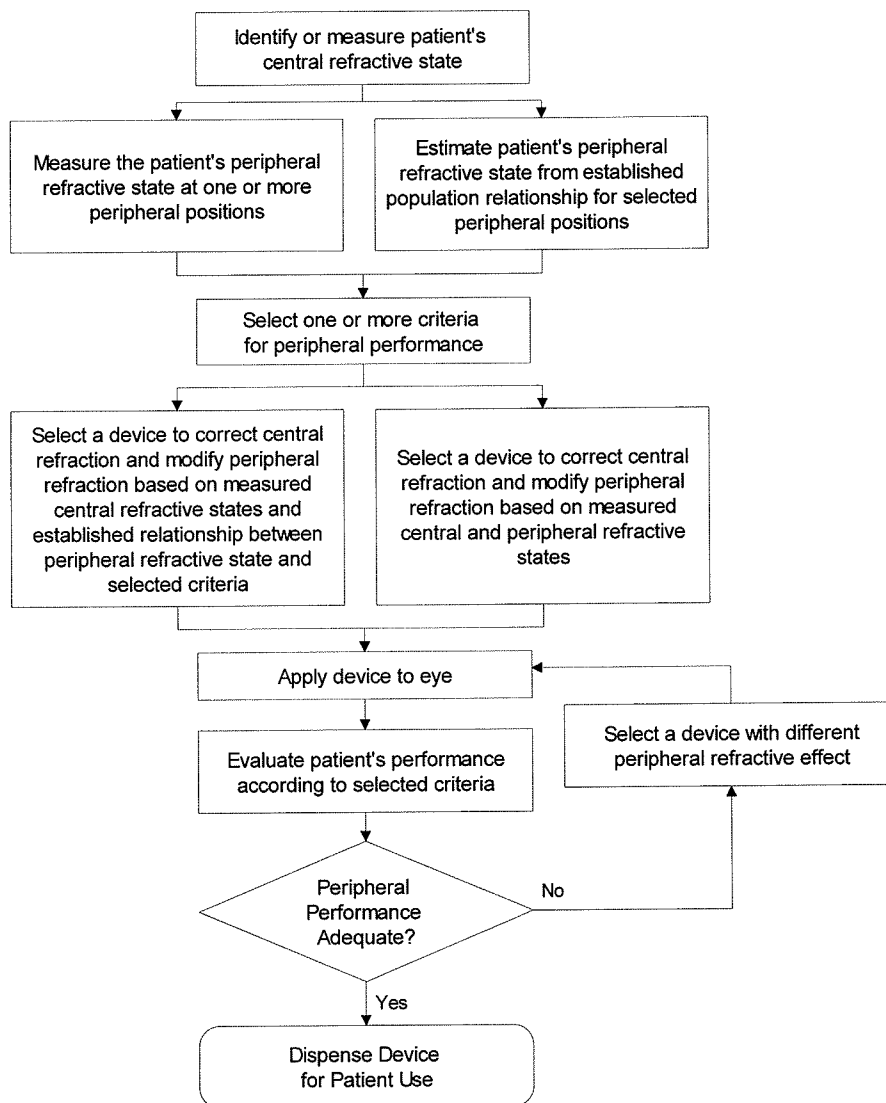 Identify or measure patient's
central refractive state
Measure the patient's peripheral
refractive state at one or more
peripheral positions
Estimate patient's peripheral
refractive state from established
population relationship for selected
peripheral positions
Select one or more criteria
for peripheral performance
Select a device to correct central
refraction and modify peripheral
refraction based on measured
central refractive states and
established relationship between
peripheral refractive state and
selected criteria
Select a device to correct central
refraction and modify peripheral
refraction based on measured
central and peripheral refractive
states
Apply device to eye
Select a device with different
peripheral refractive effect
Evaluate patient's performance
according to selected criteria
Peripheral
Performance
Adequate?
No
Yes
Dispense Device
for Patient Use